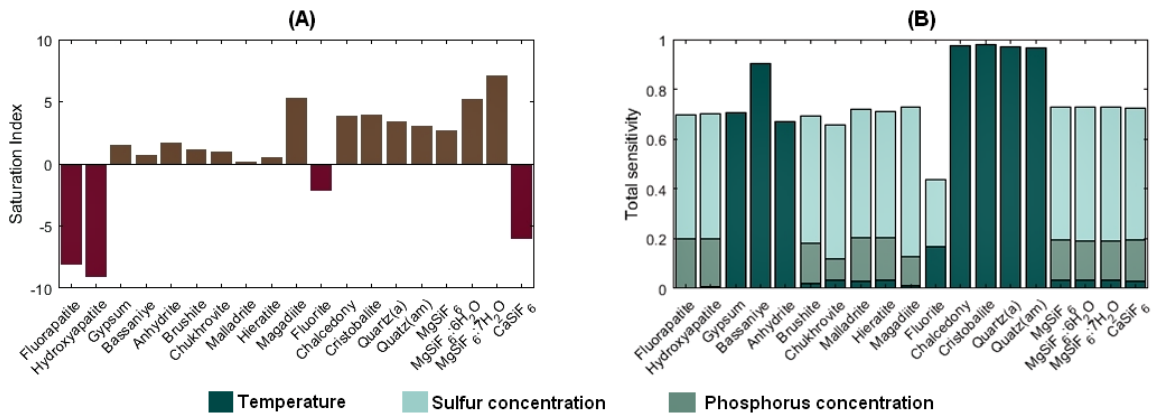 (A)
10
5
0
-5
-10
Saturation Index
Fluorapatite
Hydroxyapatite
Gypsum
Bassaniye
Anhydrite
Brushite
Chukhrovite
Malladrite
Hieratite
Magadiite
Fluorite
Chalcedony
Cristobalite
Quartz(a)
Quatz(am)
MgSiF6
MgSiF6:6H2O
MgSiF6:7H2O
CaSiF6
(B)
1
0.8
0.6
0.4
0.2
0
Total sensitivity
Fluorapatite
Hydroxyapatite
Gypsum
Bassaniye
Anhydrite
Brushite
Chukhrovite
Malladrite
Hieratite
Magadiite
Fluorite
Chalcedony
Cristobalite
Quartz(a)
Quatz(am)
MgSiF6
MgSiF6:6H2O
MgSiF6:7H2O
CaSiF6
Temperature Sulfur concentration Phosphorus concentration